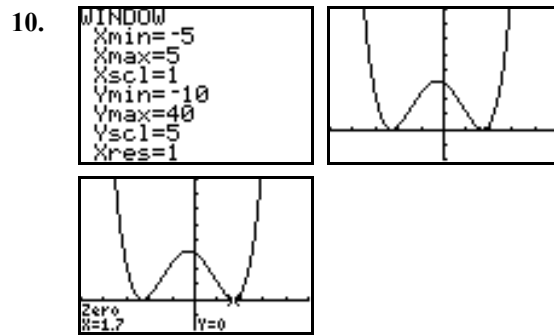 10.
WINDOW
Xmin=-5
Xmax=5
Xscl=1
Ymin=-10
Ymax=40
Yscl=5
Xres=1
Zero
X=1.7 Y=0